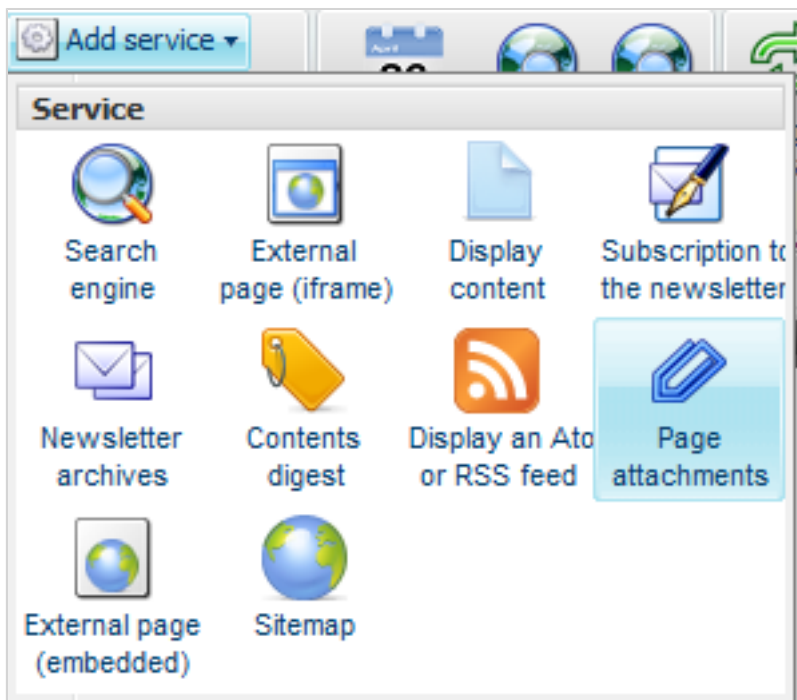 Add service
April
Service
Search engine
External page (iframe)
Display content
Subscription to the newsletter
Newsletter archives
Contents digest
Display an Ato or RSS feed
Page attachments
External page (embedded)
Sitemap